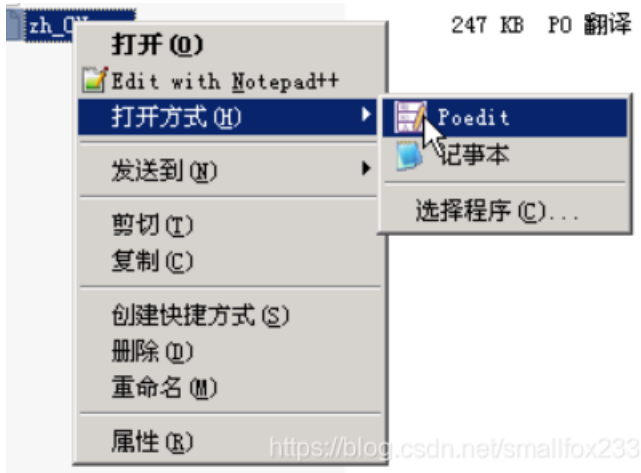 zh_CN
247 KB PO 翻译
打开(O)
Edit with Notepad++
打开方式(H)
Poedit
记事本
选择程序(C)...
发送到(N)
剪切(T)
复制(C)
创建快捷方式(S)
删除(D)
重命名(M)
属性(R)
https://blog.csdn.net/smallfox233